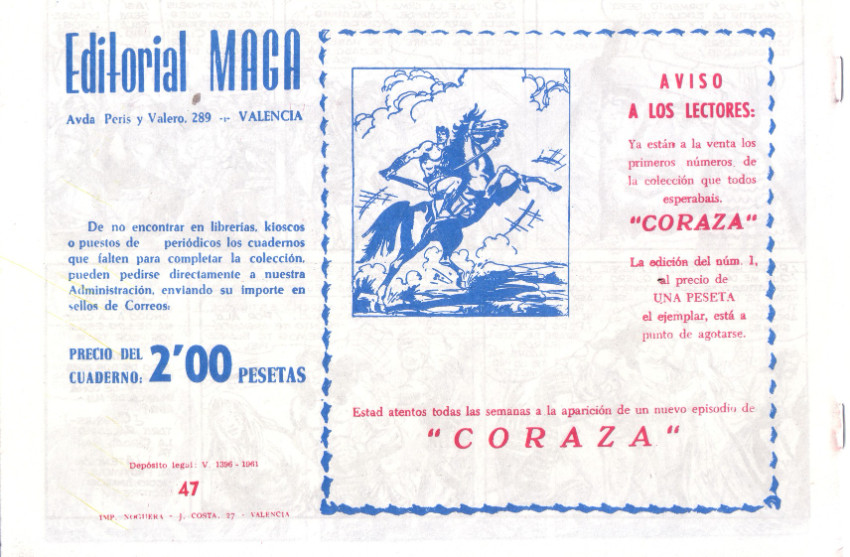 Editorial MAGA
Avda Peris y Valero, 289 -:- VALENCIA
De no encontrar en librerías, kioscos
o puestos de periódicos los cuadernos
que falten para completar la colección,
pueden pedirse directamente a nuestra
Administración, enviando su importe en
sellos de Correos:
PRECIO DEL
CUADERNO: 2'00 PESETAS
Depósito legal: V. 1396 - 1961
47
IMP. NOGUERA - J. COSTA, 27 - VALENCIA
AVISO
A LOS LECTORES:
Ya están a la venta los
primeros números de
la colección que todos
esperabais.
"CORAZA"
La edición del núm. 1,
al precio de
UNA PESETA
el ejemplar, está a
punto de agotarse.
Estad atentos todas las semanas a la aparición de un nuevo episodio de
"CORAZA"